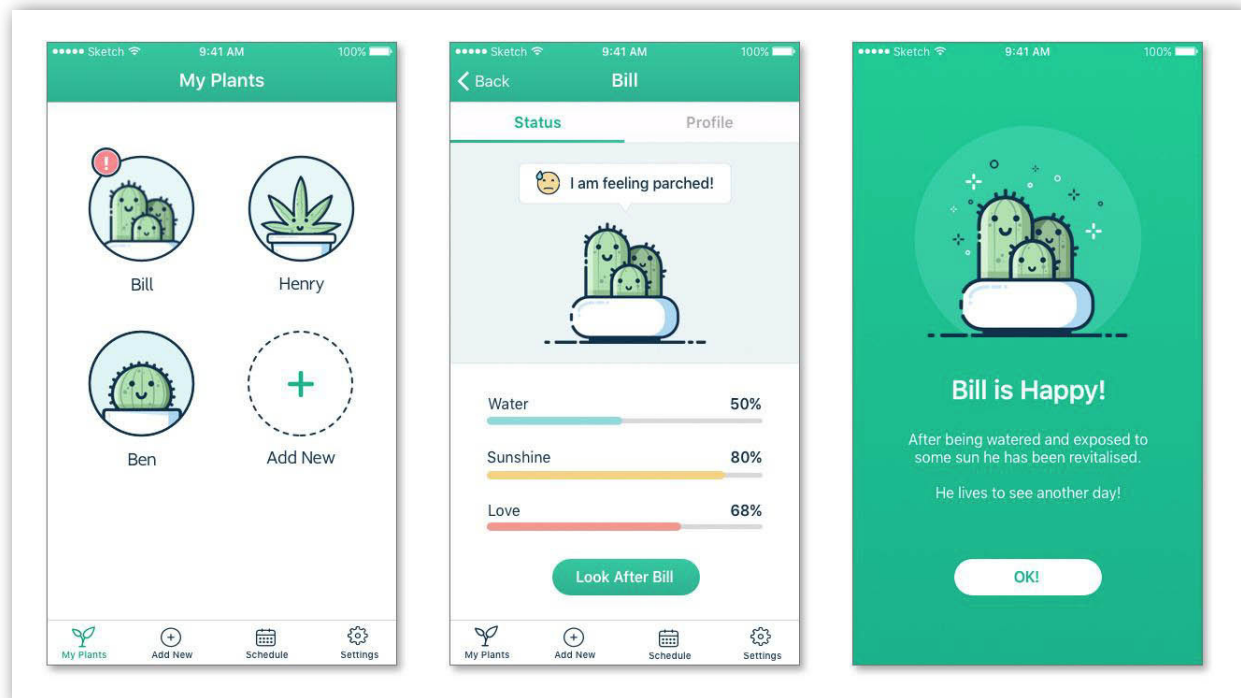 Sketch 9:41 AM 100%
My Plants
!
Bill
Henry
Ben
Add New
My Plants
Add New
Schedule
Settings
Sketch 9:41 AM 100%
Back
Bill
Status
Profile
I am feeling parched!
Water 50%
Sunshine 80%
Love 68%
Look After Bill
My Plants
Add New
Schedule
Settings
Sketch 9:41 AM 100%
Bill is Happy!
After being watered and exposed to
some sun he has been revitalised.
He lives to see another day!
OK!